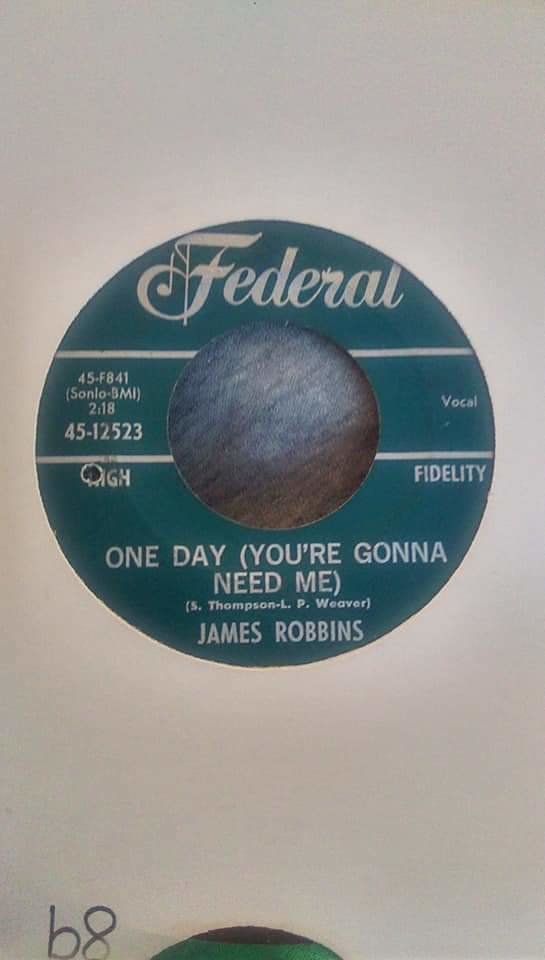 Federal
45-F841
(Sonlo-BMI)
2:18
45-12523
Vocal
HIGH FIDELITY
ONE DAY (YOU'RE GONNA
NEED ME)
(S. Thompson-L. P. Weaver)
JAMES ROBBINS
b8